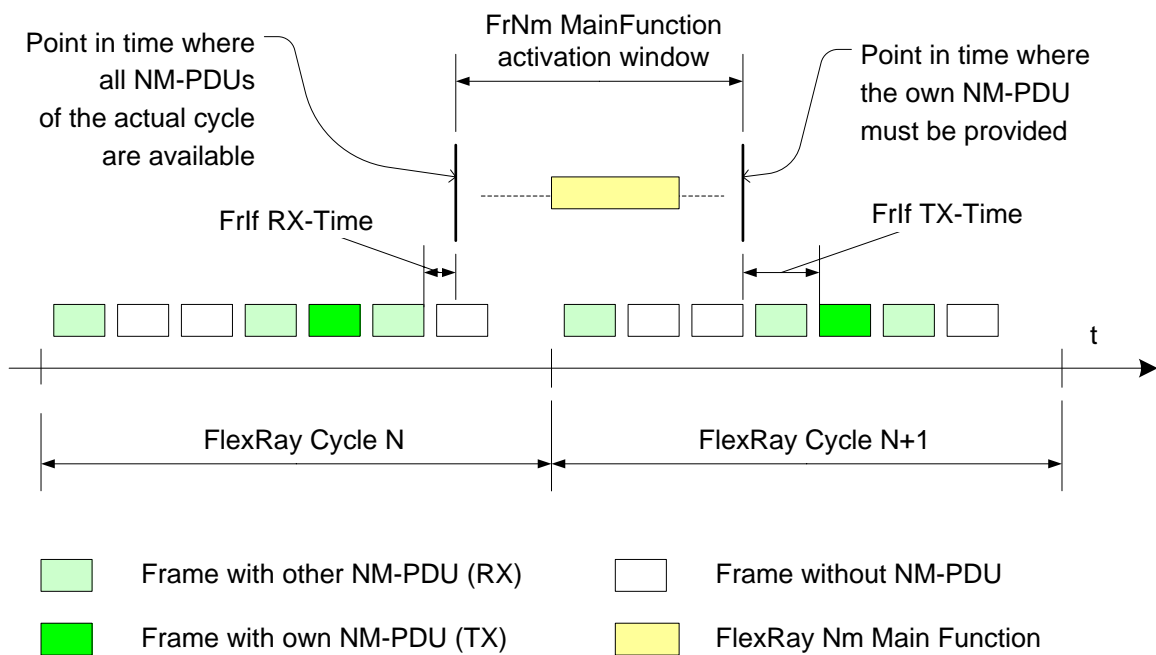 FrNm MainFunction
activation window
Point in time where
all NM-PDUs
of the actual cycle
are available
Point in time where
the own NM-PDU
must be provided
FrIf RX-Time
FrIf TX-Time
t
FlexRay Cycle N
FlexRay Cycle N+1
Frame with other NM-PDU (RX)
Frame without NM-PDU
Frame with own NM-PDU (TX)
FlexRay Nm Main Function